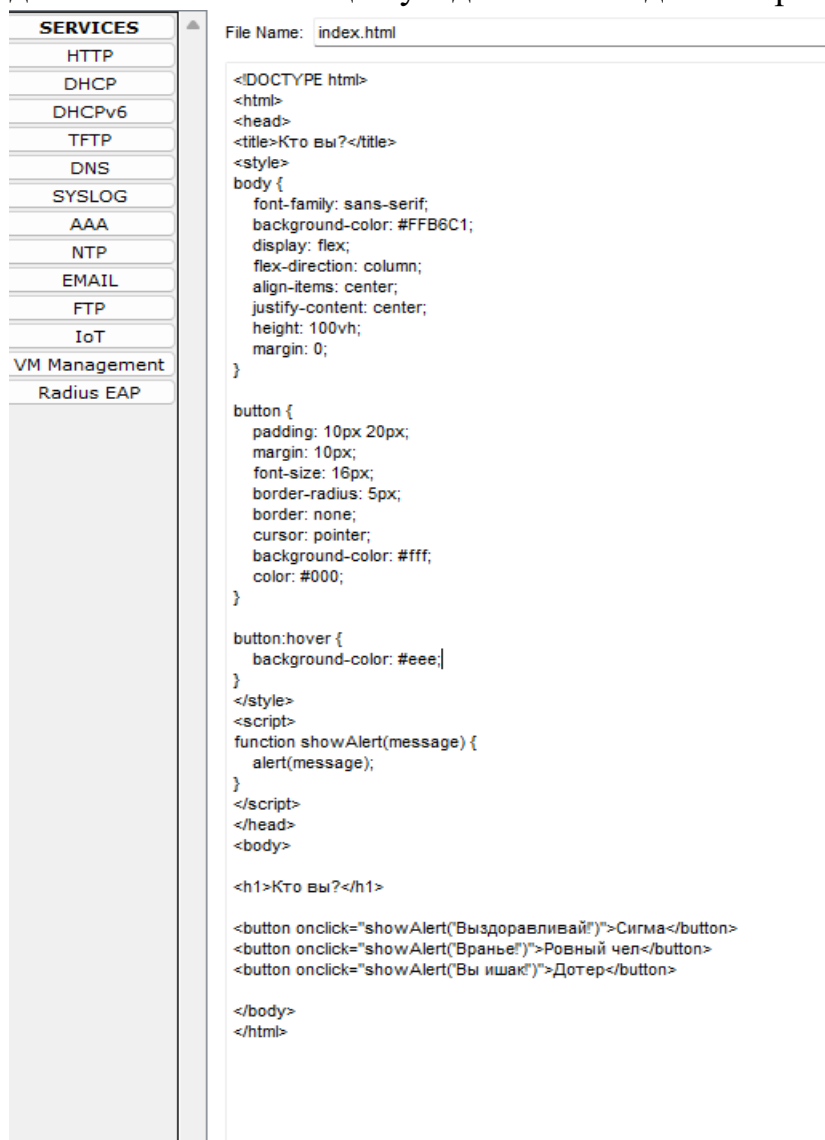 SERVICES
HTTP
DHCP
DHCPv6
TFTP
DNS
SYSLOG
AAA
NTP
EMAIL
FTP
IoT
VM Management
Radius EAP
File Name: index.html
<!DOCTYPE html>
<html>
<head>
<title>Кто вы?</title>
<style>
body {
font-family: sans-serif;
background-color: #FFB6C1;
display: flex;
flex-direction: column;
align-items: center;
justify-content: center;
height: 100vh;
margin: 0;
}
button {
padding: 10px 20px;
margin: 10px;
font-size: 16px;
border-radius: 5px;
border: none;
cursor: pointer;
background-color: #fff;
color: #000;
}
button:hover {
background-color: #eee;
}
</style>
<script>
function showAlert(message) {
alert(message);
}
</script>
</head>
<body>
<h1>Кто вы?</h1>
<button onclick="showAlert('Выздоравливай!')">Сигма</button>
<button onclick="showAlert('Вранье!')">Ровный чел</button>
<button onclick="showAlert('Вы ишак!')">Дотер</button>
</body>
</html>